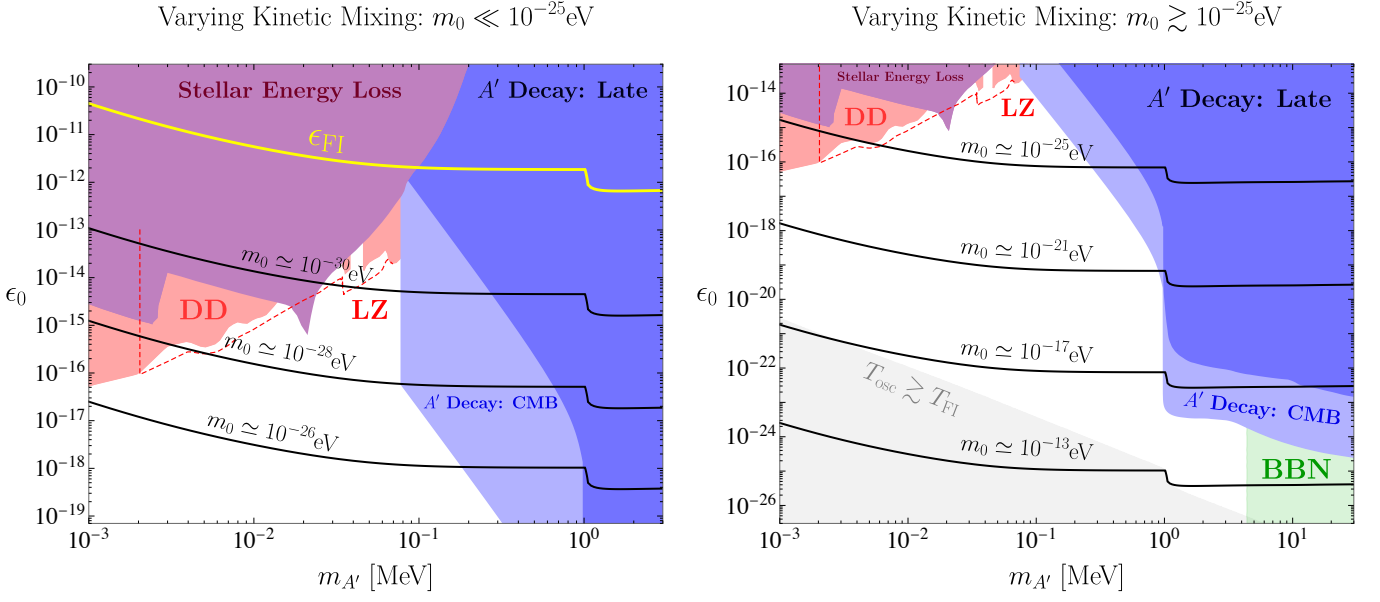 Varying Kinetic Mixing: m₀ ≪ 10⁻²⁵eV
10⁻¹⁰
10⁻¹¹
10⁻¹²
10⁻¹³
10⁻¹⁴
10⁻¹⁵
10⁻¹⁶
10⁻¹⁷
10⁻¹⁸
10⁻¹⁹
ϵ₀
Stellar Energy Loss
A′ Decay: Late
ϵ_FI
m₀ ≃ 10⁻³⁰eV
DD
LZ
m₀ ≃ 10⁻²⁸eV
A′ Decay: CMB
m₀ ≃ 10⁻²⁶eV
10⁻³ 10⁻² 10⁻¹ 10⁰
m_A′ [MeV]
Varying Kinetic Mixing: m₀ ≳ 10⁻²⁵eV
10⁻¹⁴
10⁻¹⁶
10⁻¹⁸
10⁻²⁰
10⁻²²
10⁻²⁴
10⁻²⁶
ϵ₀
Stellar Energy Loss
A′ Decay: Late
DD
LZ
m₀ ≃ 10⁻²⁵eV
m₀ ≃ 10⁻²¹eV
m₀ ≃ 10⁻¹⁷eV
T_osc ≳ T_FI
A′ Decay: CMB
m₀ ≃ 10⁻¹³eV
BBN
10⁻³ 10⁻² 10⁻¹ 10⁰ 10¹
m_A′ [MeV]